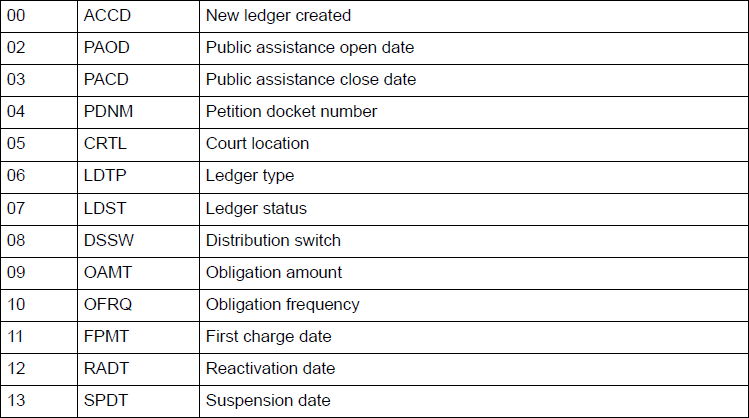 00 ACCD New ledger created
02 PAOD Public assistance open date
03 PACD Public assistance close date
04 PDNM Petition docket number
05 CRTL Court location
06 LDTP Ledger type
07 LDST Ledger status
08 DSSW Distribution switch
09 OAMT Obligation amount
10 OFRQ Obligation frequency
11 FPMT First charge date
12 RADT Reactivation date
13 SPDT Suspension date